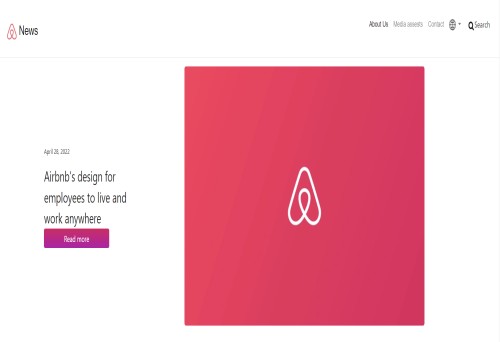 News
About Us
Media assests
Contact
Search
April 28, 2022
Airbnb's design for
employees to live and
work anywhere
Read more